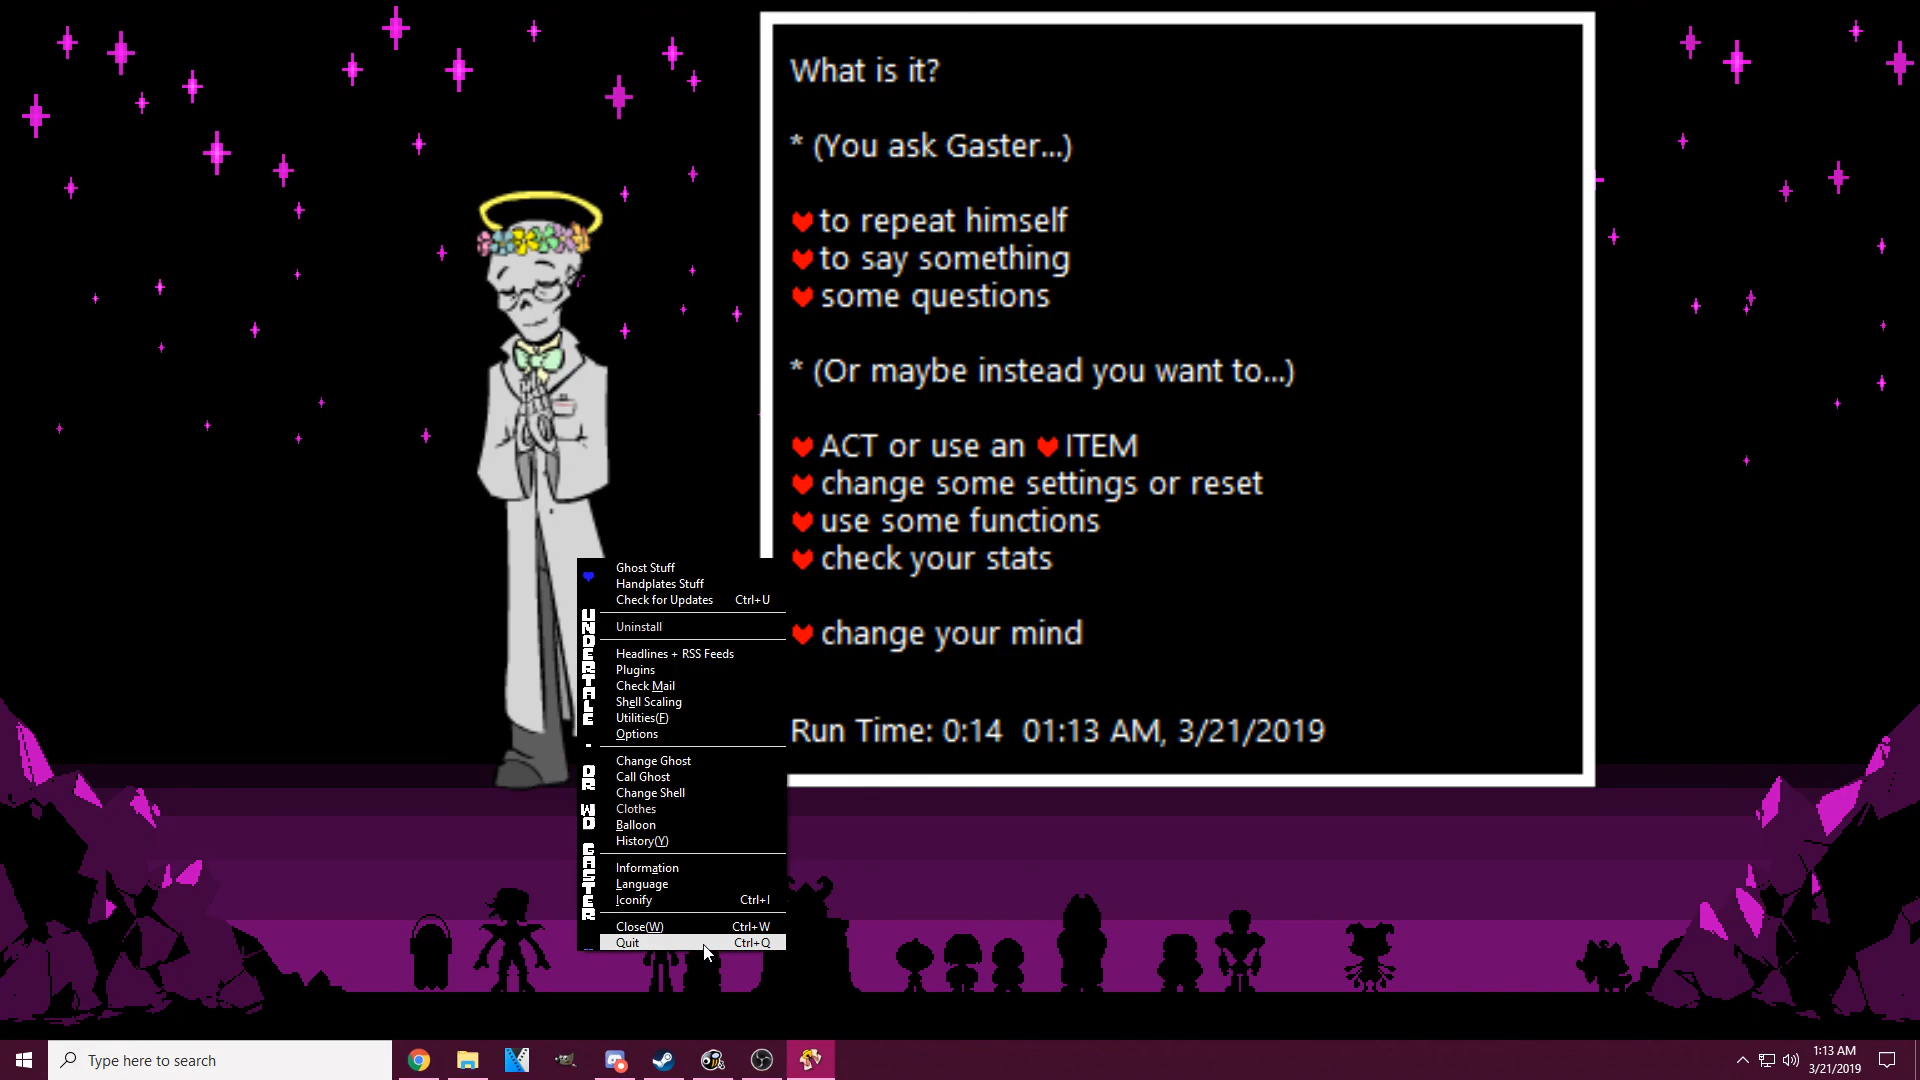 What is it?
* (You ask Gaster...)
to repeat himself
to say something
some questions
* (Or maybe instead you want to...)
ACT or use an ITEM
change some settings or reset
use some functions
check your stats
change your mind
Run Time: 0:14 01:13 AM, 3/21/2019
UNDERTALE - DR WD GASTER
Ghost Stuff
Handplates Stuff
Check for Updates Ctrl+U
Uninstall
Headlines + RSS Feeds
Plugins
Check Mail
Shell Scaling
Utilities(F)
Options
Change Ghost
Call Ghost
Change Shell
Clothes
Balloon
History(Y)
Information
Language
Iconify Ctrl+I
Close(W) Ctrl+W
Quit Ctrl+Q
Type here to search
1:13 AM
3/21/2019